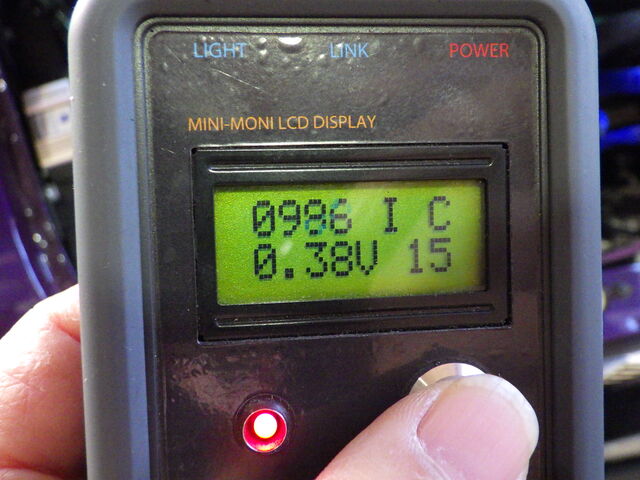 LIGHT LINK POWER
MINI-MONI LCD DISPLAY
0986 I C
0.38V 15